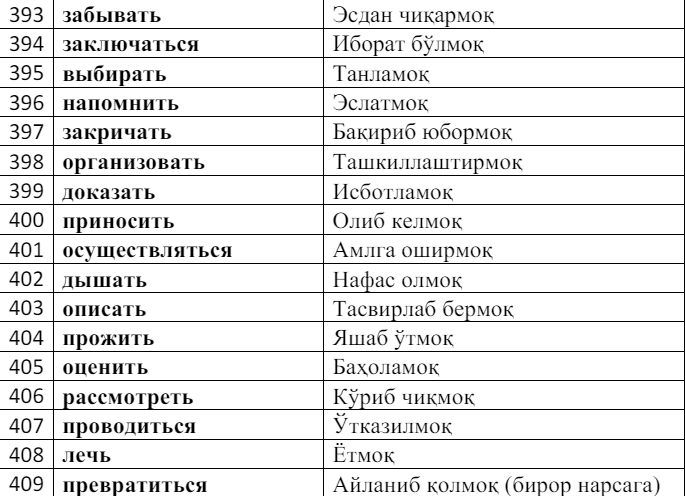 393 забывать Эсдан чиқармоқ
394 заключаться Иборат бўлмоқ
395 выбирать Танламоқ
396 напомнить Эслатмоқ
397 закричать Бақириб юбормоқ
398 организовать Ташкиллаштирмоқ
399 доказать Исботламоқ
400 приносить Олиб келмоқ
401 осуществляться Амлга оширмоқ
402 дышать Нафас олмоқ
403 описать Тасвирлаб бермоқ
404 прожить Яшаб ўтмоқ
405 оценить Баҳоламоқ
406 рассмотреть Кўриб чиқмоқ
407 проводиться Ўтказилмоқ
408 лечь Ётмоқ
409 превратиться Айланиб қолмоқ (бирор нарсага)